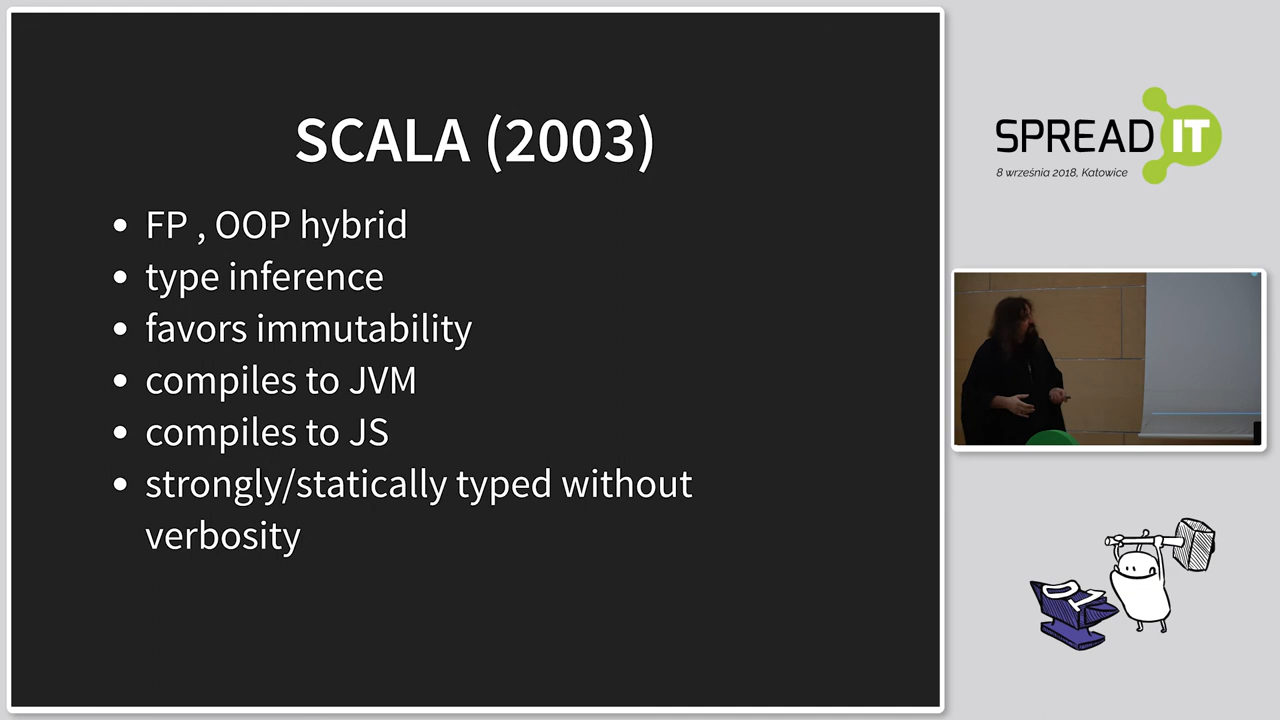 SCALA (2003)
FP , OOP hybrid
type inference
favors immutability
compiles to JVM
compiles to JS
strongly/statically typed without
verbosity
SPREAD IT
8 września 2018, Katowice
01